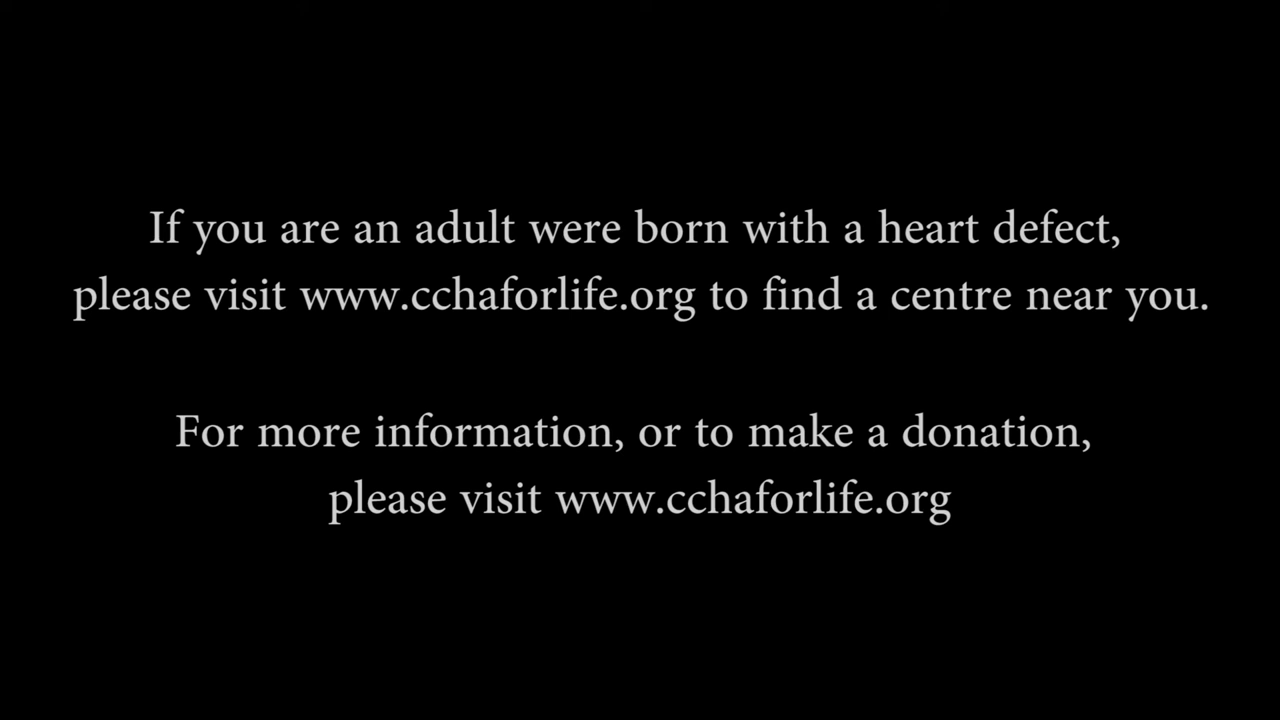 If you are an adult were born with a heart defect,
please visit www.cchaforlife.org to find a centre near you.
For more information, or to make a donation,
please visit www.cchaforlife.org